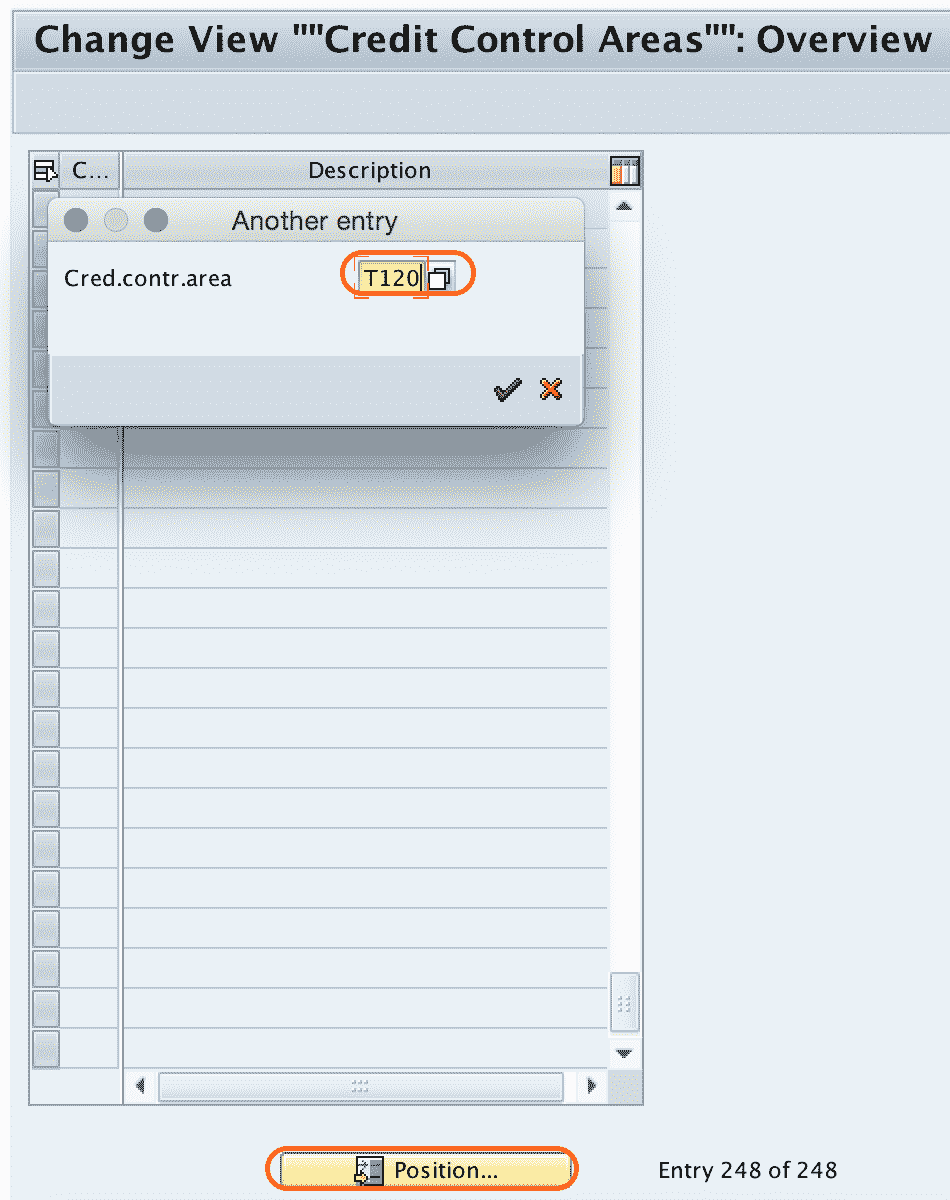 Change View ""Credit Control Areas"": Overview
C... Description
Another entry
Cred.contr.area T120
Position... Entry 248 of 248